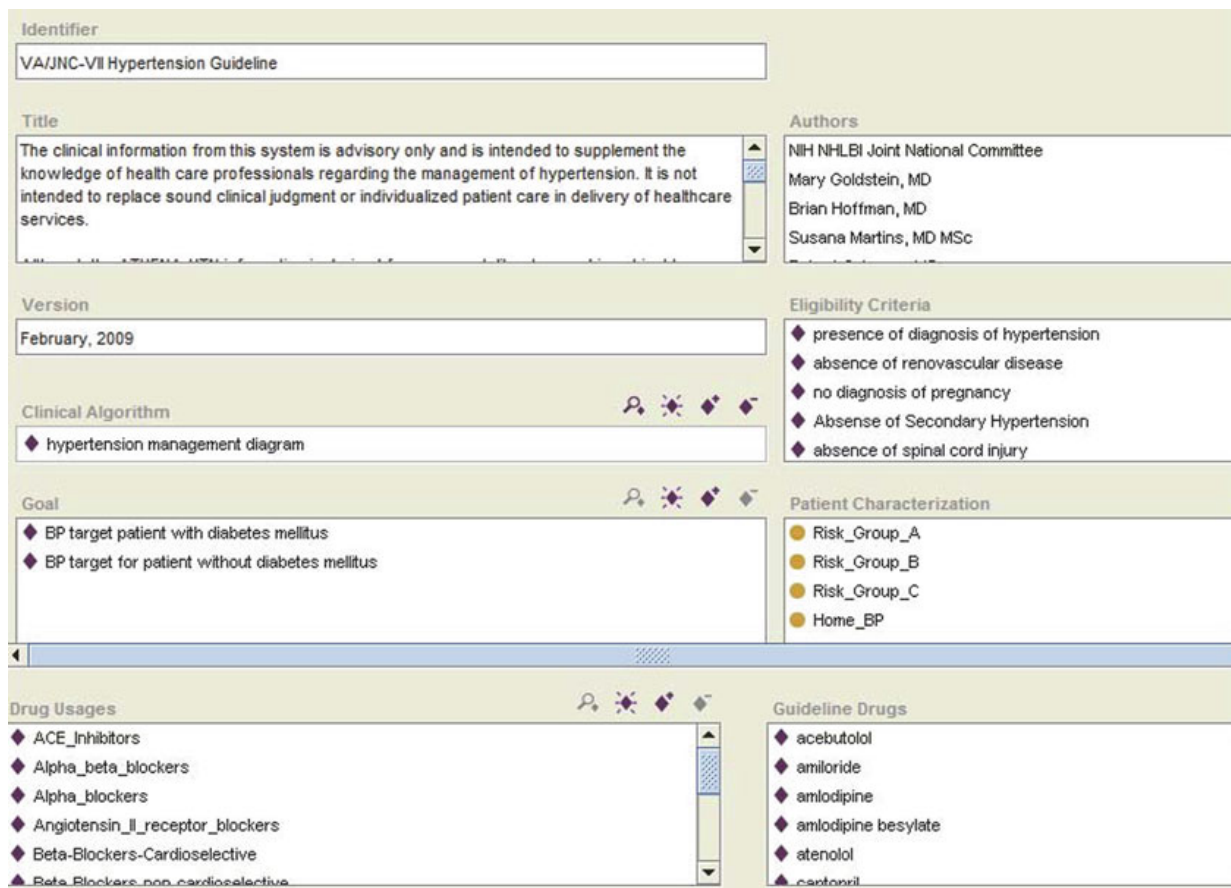 Identifier
VA/JNC-VII Hypertension Guideline
Title
The clinical information from this system is advisory only and is intended to supplement the
knowledge of health care professionals regarding the management of hypertension. It is not
intended to replace sound clinical judgment or individualized patient care in delivery of healthcare
services.
Authors
NIH NHLBI Joint National Committee
Mary Goldstein, MD
Brian Hoffman, MD
Susana Martins, MD MSc
Version
February, 2009
Eligibility Criteria
presence of diagnosis of hypertension
absence of renovascular disease
no diagnosis of pregnancy
Absense of Secondary Hypertension
absence of spinal cord injury
Clinical Algorithm
hypertension management diagram
Goal
BP target patient with diabetes mellitus
BP target for patient without diabetes mellitus
Patient Characterization
Risk_Group_A
Risk_Group_B
Risk_Group_C
Home_BP
Drug Usages
ACE_Inhibitors
Alpha_beta_blockers
Alpha_blockers
Angiotensin_II_receptor_blockers
Beta-Blockers-Cardioselective
Guideline Drugs
acebutolol
amiloride
amlodipine
amlodipine besylate
atenolol
captopril